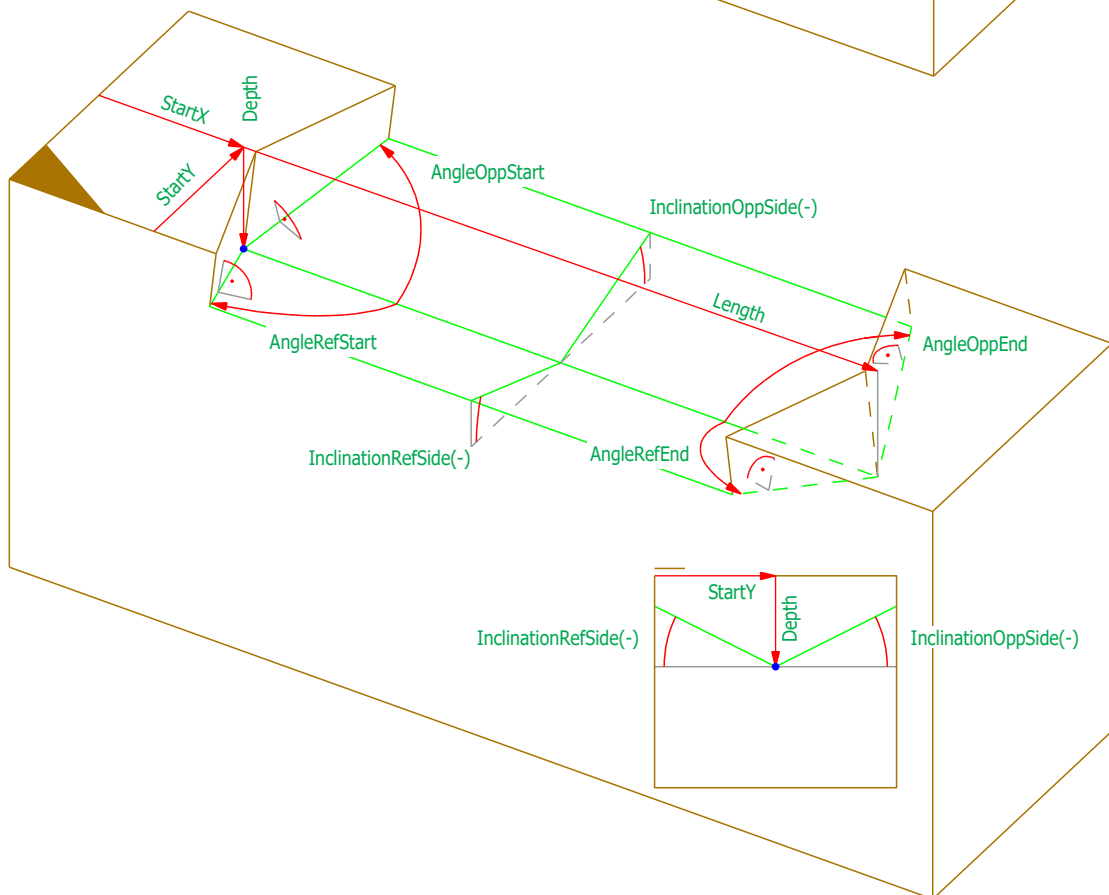 StartX
Depth
StartY
AngleOppStart
InclinationOppSide(-)
Length
AngleRefStart
AngleOppEnd
InclinationRefSide(-)
AngleRefEnd
StartY
Depth
InclinationRefSide(-)
InclinationOppSide(-)